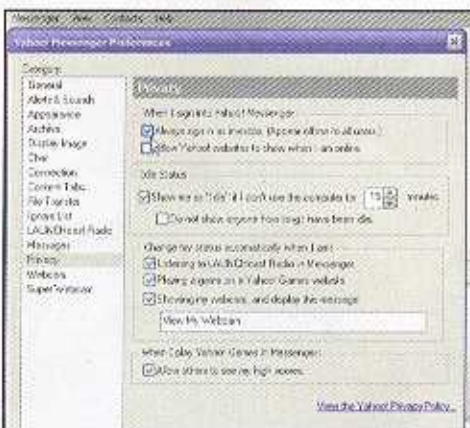 Messenger View Contacts Help
Yahoo! Messenger Preferences
Category:
General
Alerts & Sounds
Appearance
Archive
Display Image
Chat
Connection
Content Tabs
File Transfer
Ignore List
LAUNCHcast Radio
Messages
Privacy
Webcam
Super Webcam
Privacy
When I sign into Yahoo! Messenger
Always sign in as invisible. (Appear offline to all users.)
Allow Yahoo! websites to show when I am online.
Idle Status
Show me as "Idle" if I don't use the computer for 15 minutes
Do not show anyone how long I have been idle.
Change my status automatically when I am:
Listening to LAUNCHcast Radio in Messenger
Playing a game on a Yahoo! Games website
Showing my webcam, and display this message:
View My Webcam
When I play Yahoo! Games in Messenger:
Allow others to see my high scores.
View the Yahoo! Privacy Policy...